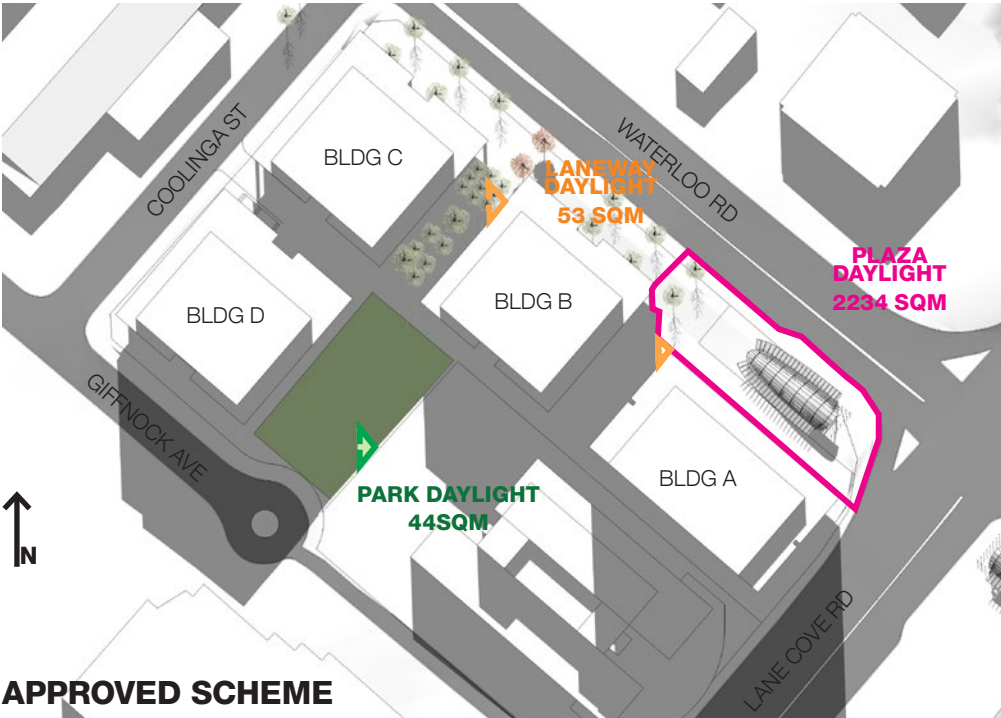 COOLINGA ST
BLDG C
WATERLOO RD
LANEWAY
DAYLIGHT
53 SQM
PLAZA
DAYLIGHT
2234 SQM
BLDG B
BLDG D
GIFFNOCK AVE
BLDG A
PARK DAYLIGHT
44SQM
N
LANE COVE RD
APPROVED SCHEME